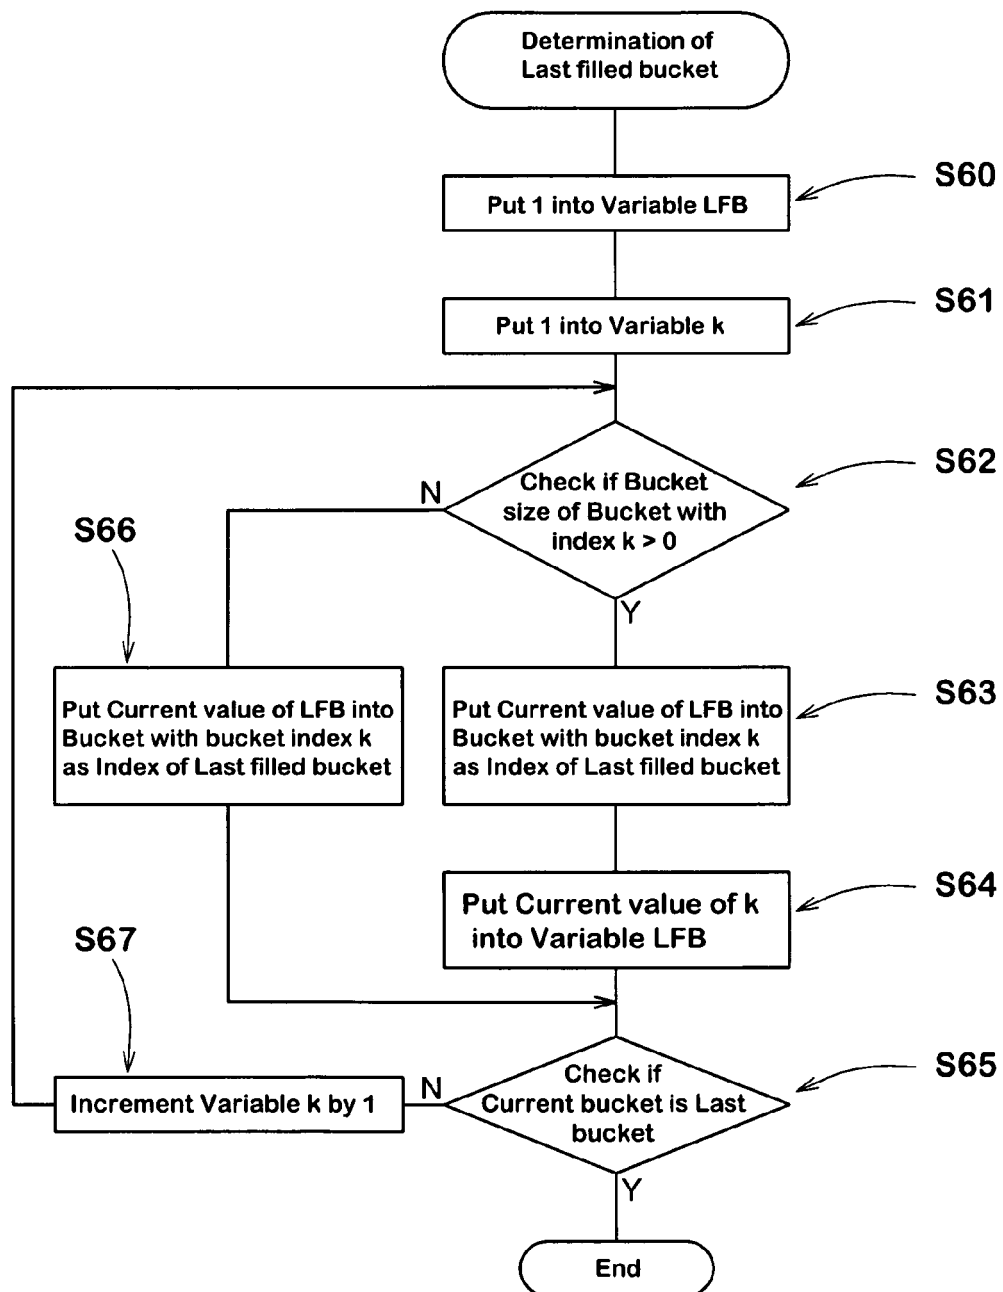 Determination of
Last filled bucket
S60
Put 1 into Variable LFB
S61
Put 1 into Variable k
S62
Check if Bucket
size of Bucket with
index k > 0
N
Y
S66
Put Current value of LFB into
Bucket with bucket index k
as Index of Last filled bucket
S63
Put Current value of LFB into
Bucket with bucket index k
as Index of Last filled bucket
S64
Put Current value of k
into Variable LFB
S67
Increment Variable k by 1
S65
N
Check if
Current bucket is Last
bucket
Y
End